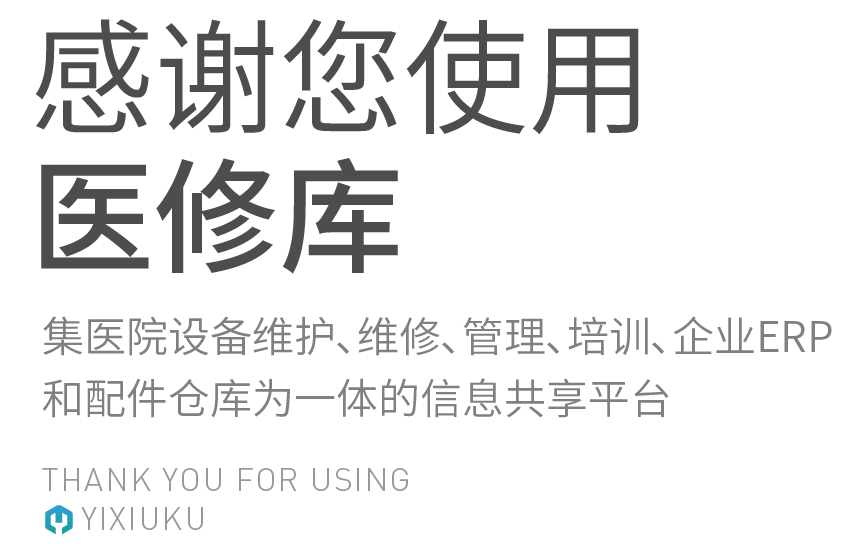 感谢您使用
医修库
集医院设备维护、维修、管理、培训、企业ERP
和配件仓库为一体的信息共享平台
THANK YOU FOR USING
YIXIUKU